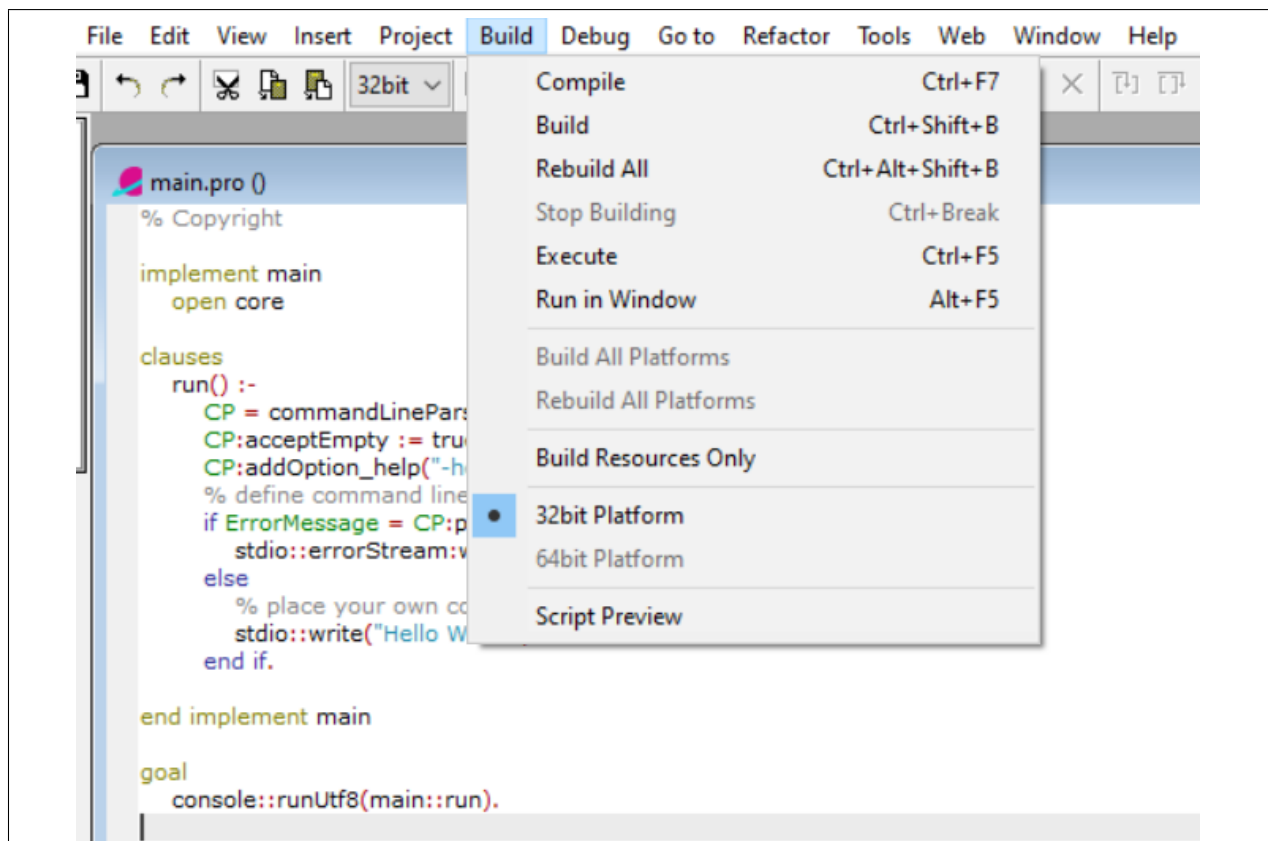 File Edit View Insert Project Build Debug Go to Refactor Tools Web Window Help
32bit
Compile Ctrl+F7
Build Ctrl+Shift+B
Rebuild All Ctrl+Alt+Shift+B
Stop Building Ctrl+Break
Execute Ctrl+F5
Run in Window Alt+F5
Build All Platforms
Rebuild All Platforms
Build Resources Only
32bit Platform
64bit Platform
Script Preview
main.pro ()
% Copyright
implement main
open core
clauses
run() :-
CP = commandLinePars
CP:acceptEmpty := tru
CP:addOption_help("-h
% define command line
if ErrorMessage = CP:p
stdio::errorStream:w
else
% place your own co
stdio::write("Hello W
end if.
end implement main
goal
console::runUtf8(main::run).